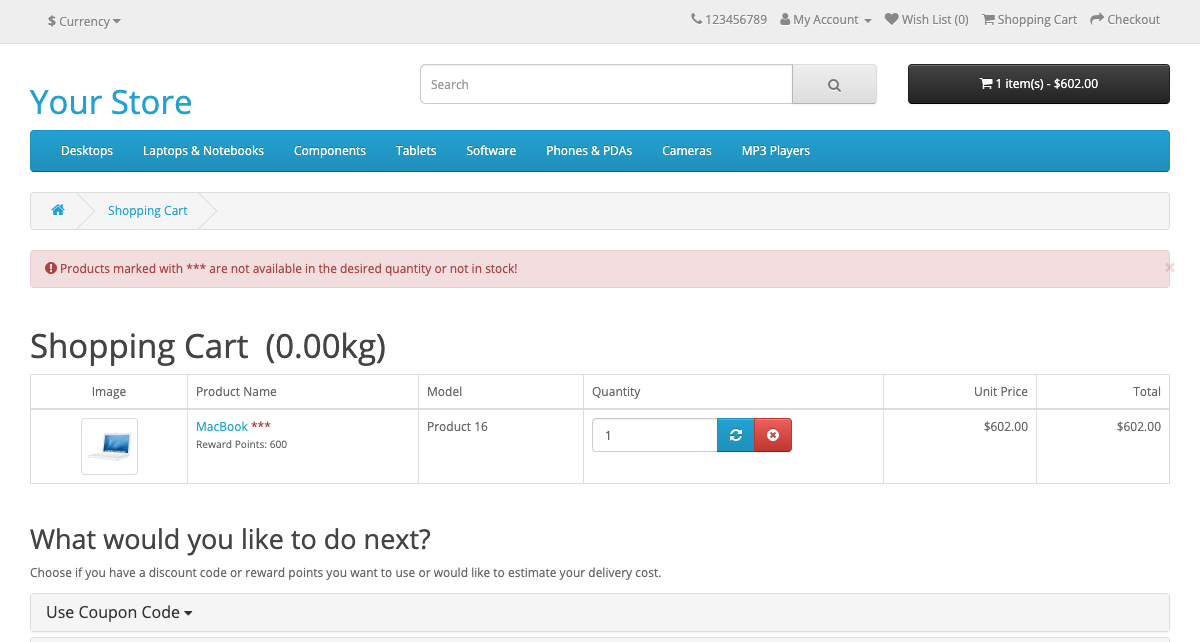 $ Currency
123456789 My Account Wish List (0) Shopping Cart Checkout
Your Store
Search
1 item(s) - $602.00
Desktops Laptops & Notebooks Components Tablets Software Phones & PDAs Cameras MP3 Players
Shopping Cart
Products marked with *** are not available in the desired quantity or not in stock!
×
Shopping Cart (0.00kg)
Image Product Name Model Quantity Unit Price Total
MacBook *** Product 16 1 $602.00 $602.00
Reward Points: 600
What would you like to do next?
Choose if you have a discount code or reward points you want to use or would like to estimate your delivery cost.
Use Coupon Code